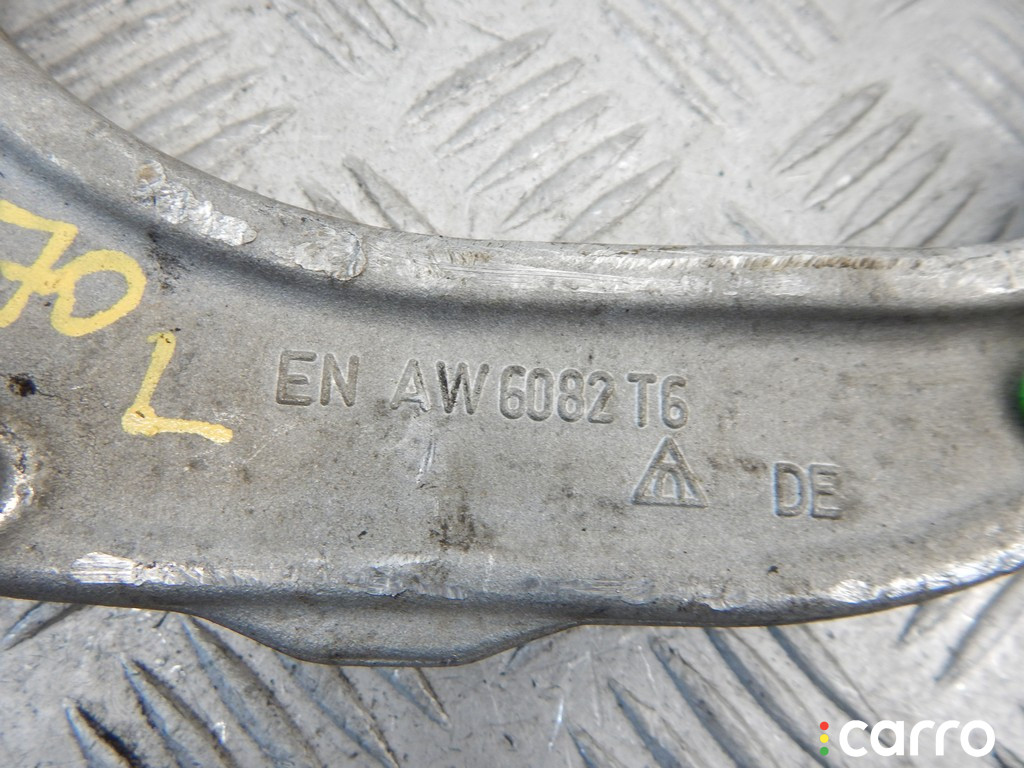 70
L
EN AW 6082 T6
DE
carro